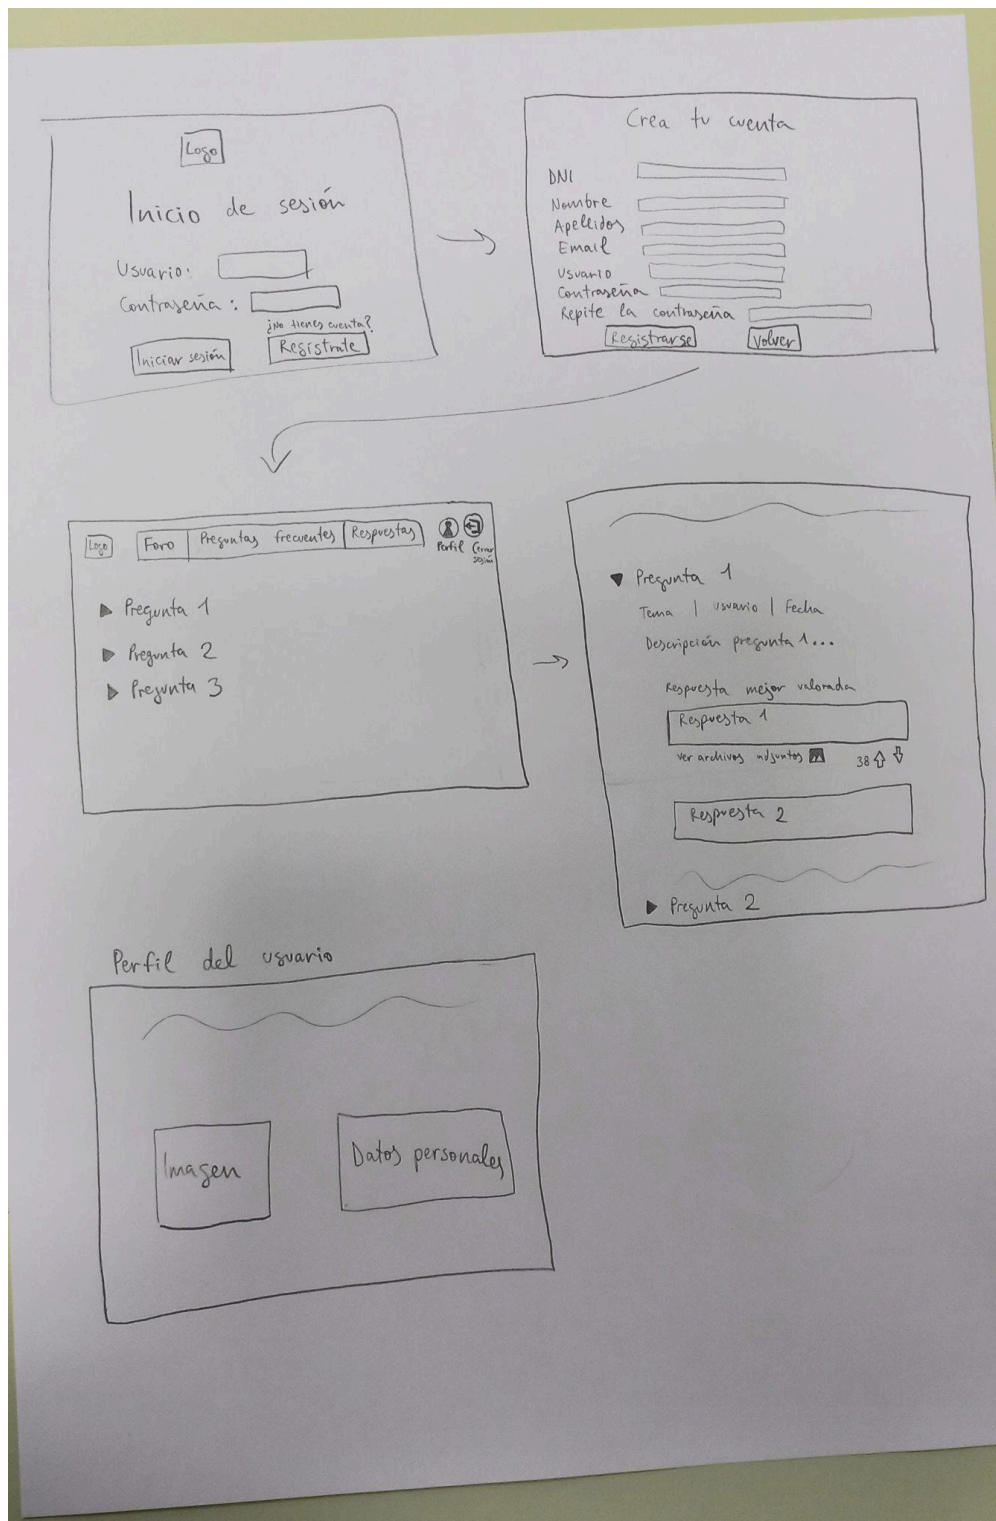 Logo
Inicio de sesión
Usuario:
Contraseña:
¿No tienes cuenta?
Iniciar sesión Registrate
Crea tu cuenta
DNI
Nombre
Apellidos
Email
Usuario
Contraseña
Repite la contraseña
Registrarse Volver
Logo Foro Preguntas frecuentes Respuestas
Perfil Cerrar
sesión
Pregunta 1
Pregunta 2
Pregunta 3
Pregunta 1
Tema | usuario | Fecha
Descripción pregunta 1...
Respuesta mejor valorada
Respuesta 1
ver archivos adjuntos 38
Respuesta 2
Pregunta 2
Perfil del usuario
Imagen Datos personales